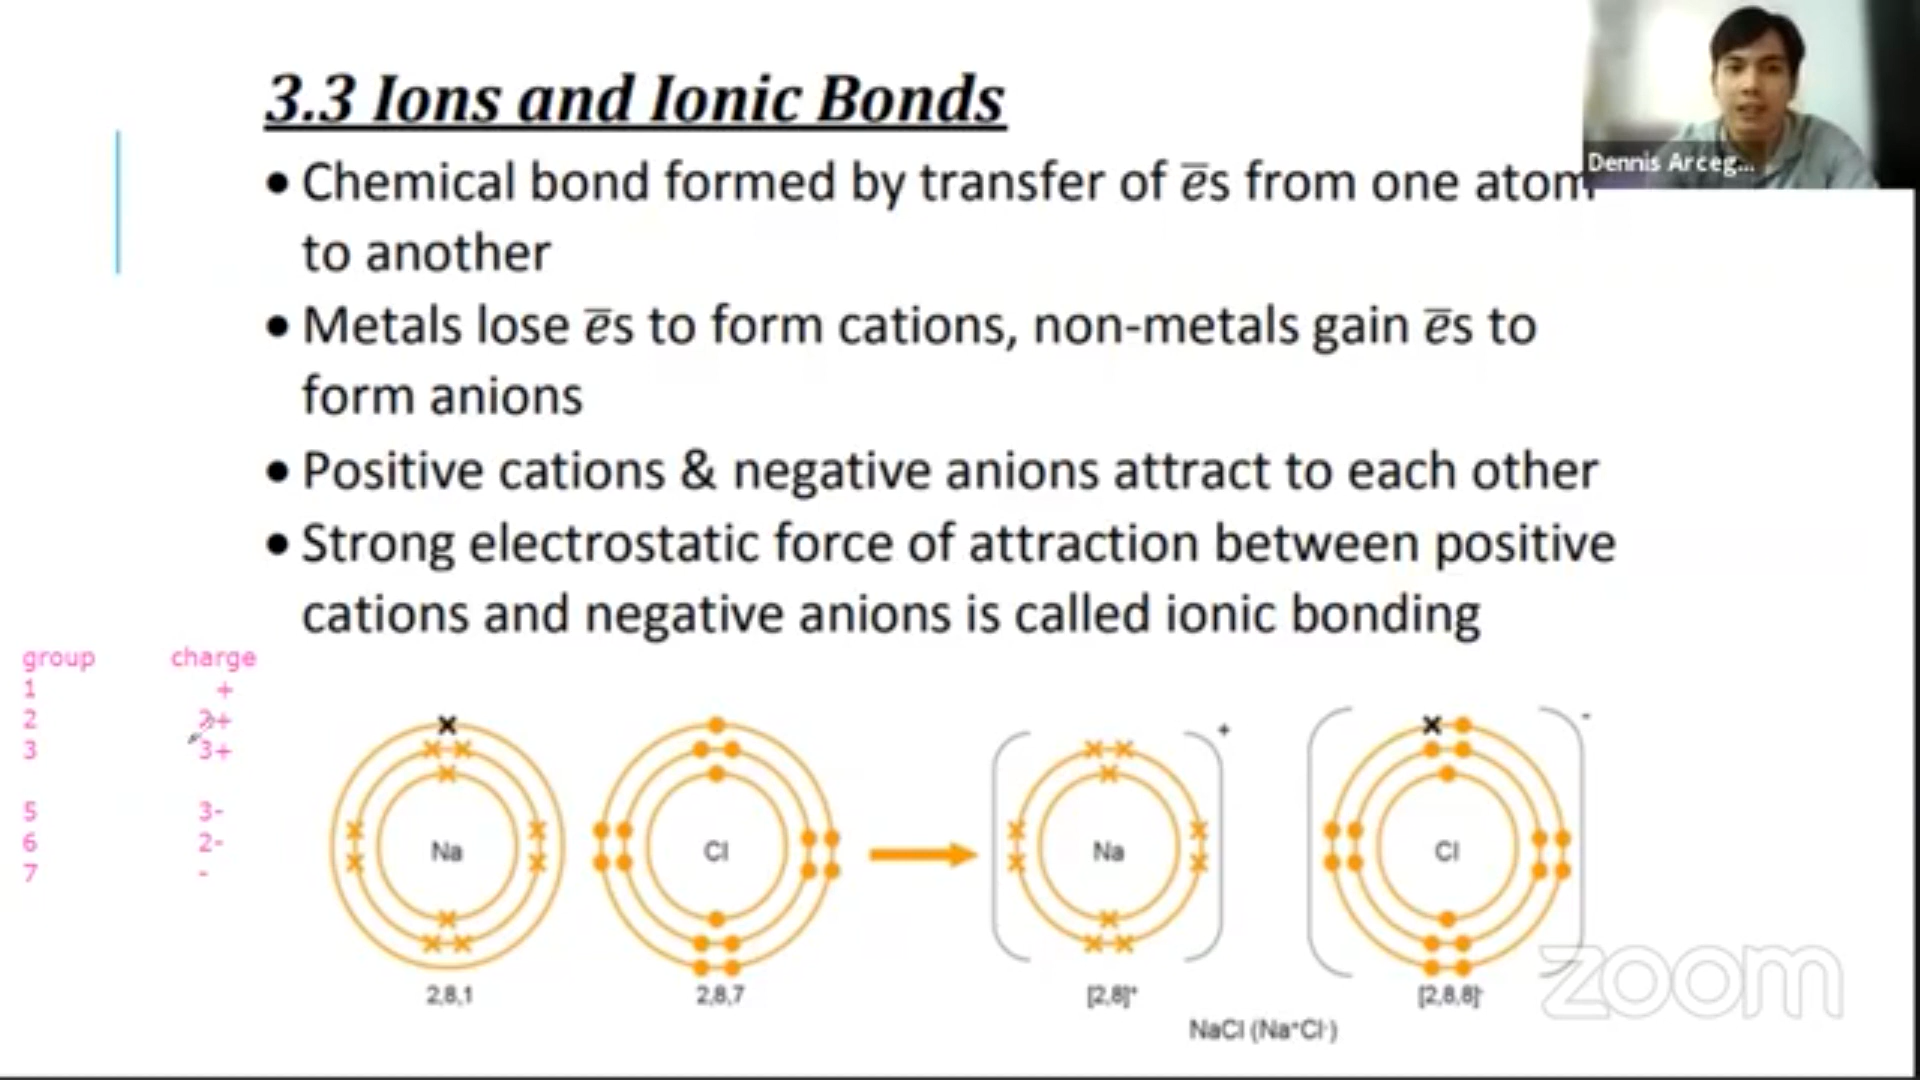 3.3 Ions and Ionic Bonds
Dennis Arceg...
• Chemical bond formed by transfer of e̅s from one atom
to another
• Metals lose e̅s to form cations, non-metals gain e̅s to
form anions
• Positive cations & negative anions attract to each other
• Strong electrostatic force of attraction between positive
cations and negative anions is called ionic bonding
group charge
1 +
2 2+
3 3+
5 3-
6 2-
7 -
Na Cl Na + Cl -
2,8,1 2,8,7 [2,8]⁺ [2,8,8]⁻
NaCl (Na⁺Cl⁻)
zoom